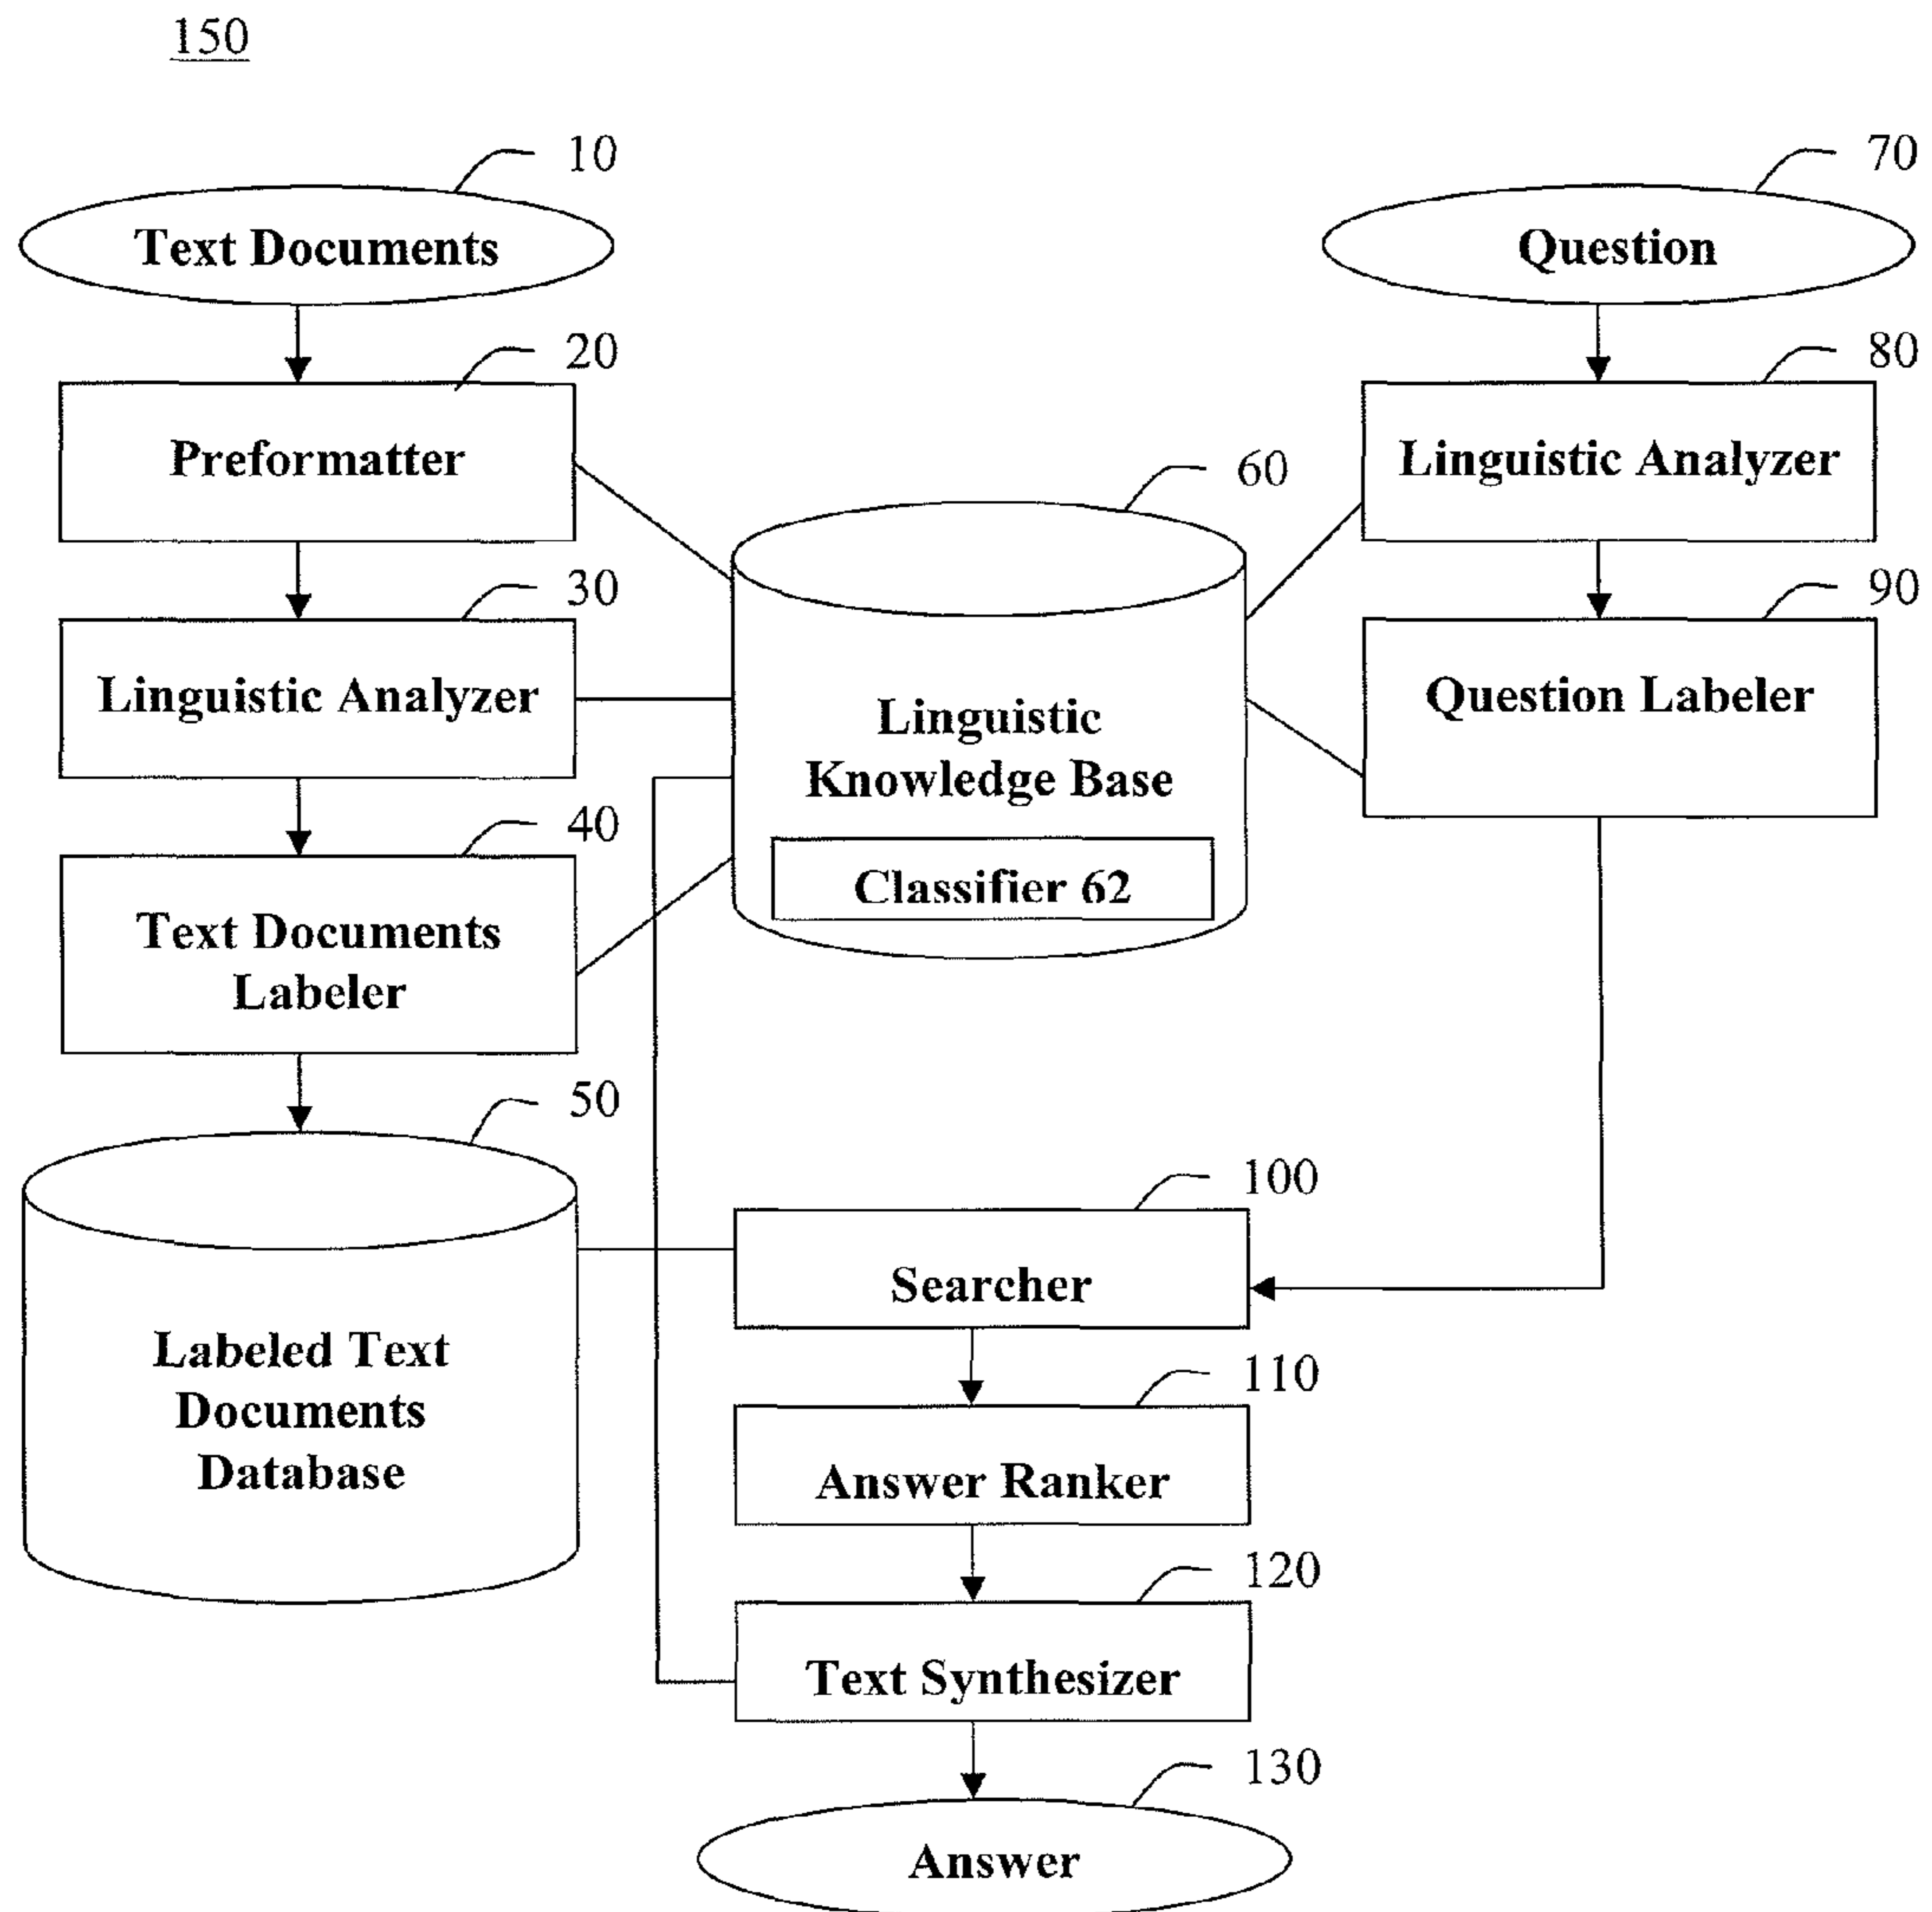 150
10
Text Documents
20
Preformatter
30
Linguistic Analyzer
40
Text Documents
Labeler
50
Labeled Text
Documents
Database
60
Linguistic
Knowledge Base
Classifier 62
70
Question
80
Linguistic Analyzer
90
Question Labeler
100
Searcher
110
Answer Ranker
120
Text Synthesizer
130
Answer